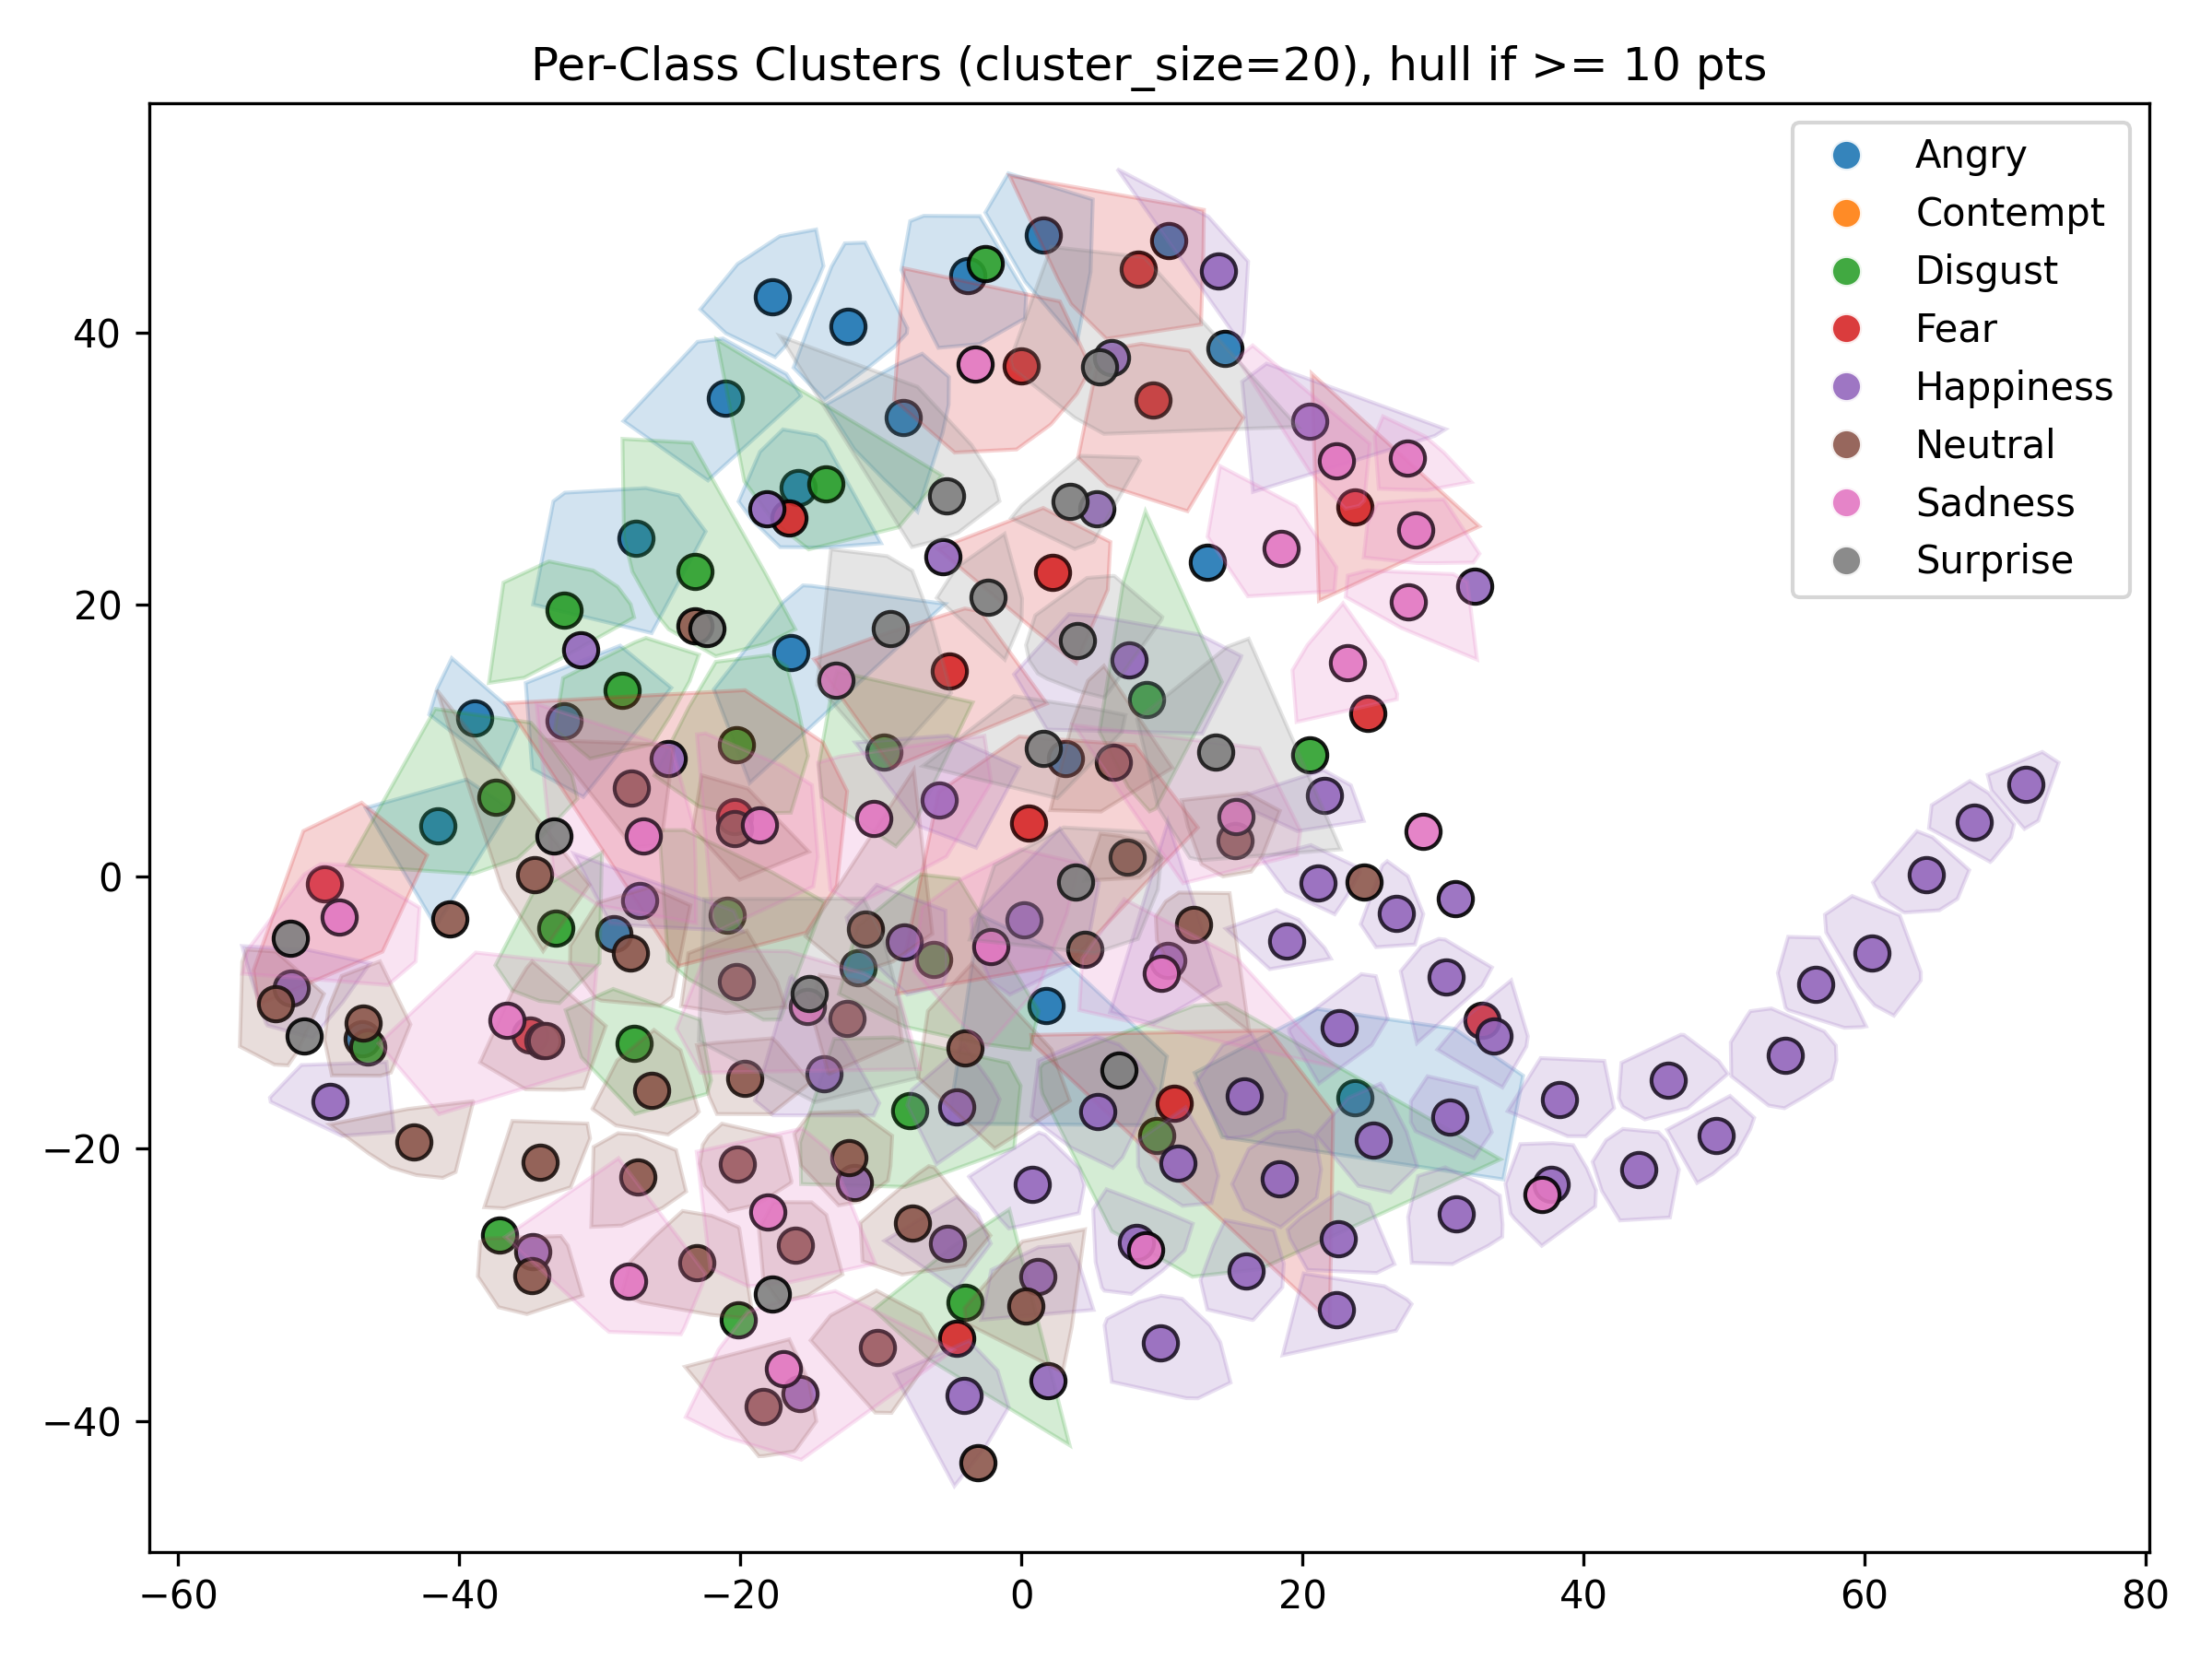 Per-Class Clusters (cluster_size=20), hull if >= 10 pts
Angry
Contempt
Disgust
Fear
Happiness
Neutral
Sadness
Surprise
40
20
0
−20
−40
−60 −40 −20 0 20 40 60 80